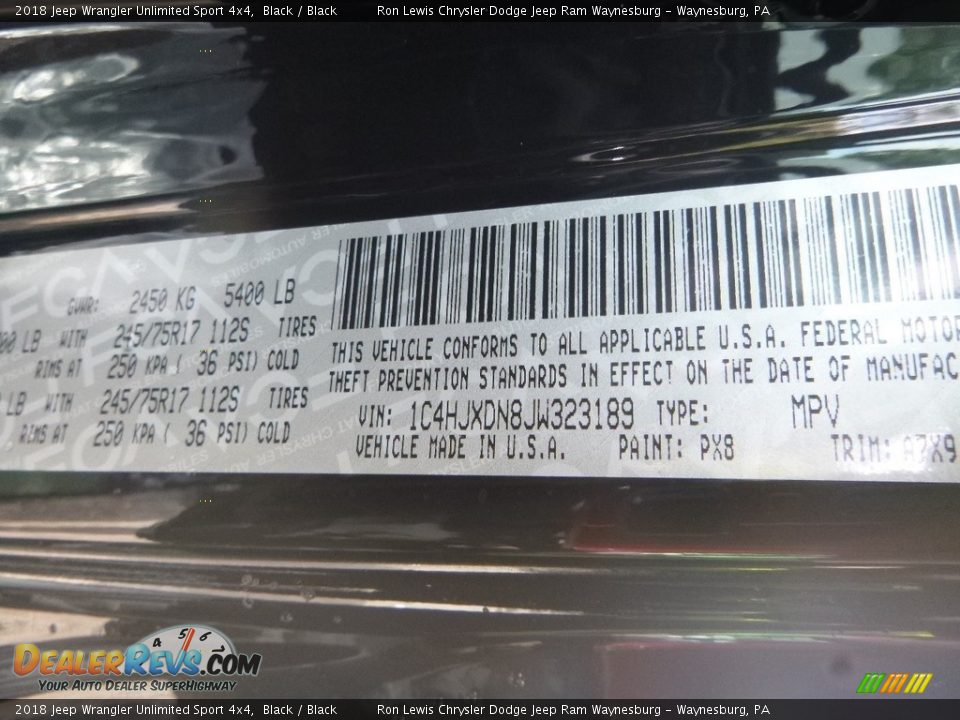 2018 Jeep Wrangler Unlimited Sport 4x4, Black / Black Ron Lewis Chrysler Dodge Jeep Ram Waynesburg - Waynesburg, PA
GVWR: 2450 KG 5400 LB
00 LB WITH 245/75R17 112S TIRES
RIMS AT 250 KPA ( 36 PSI) COLD
LB WITH 245/75R17 112S TIRES
RIMS AT 250 KPA ( 36 PSI) COLD
THIS VEHICLE CONFORMS TO ALL APPLICABLE U.S.A. FEDERAL MOTOR
THEFT PREVENTION STANDARDS IN EFFECT ON THE DATE OF MANUFAC
VIN: 1C4HJXDN8JW323189 TYPE: MPV
VEHICLE MADE IN U.S.A. PAINT: PX8 TRIM: A7X9
4 5 6
DEALERREVS.COM
YOUR AUTO DEALER SUPERHIGHWAY
2018 Jeep Wrangler Unlimited Sport 4x4, Black / Black Ron Lewis Chrysler Dodge Jeep Ram Waynesburg - Waynesburg, PA